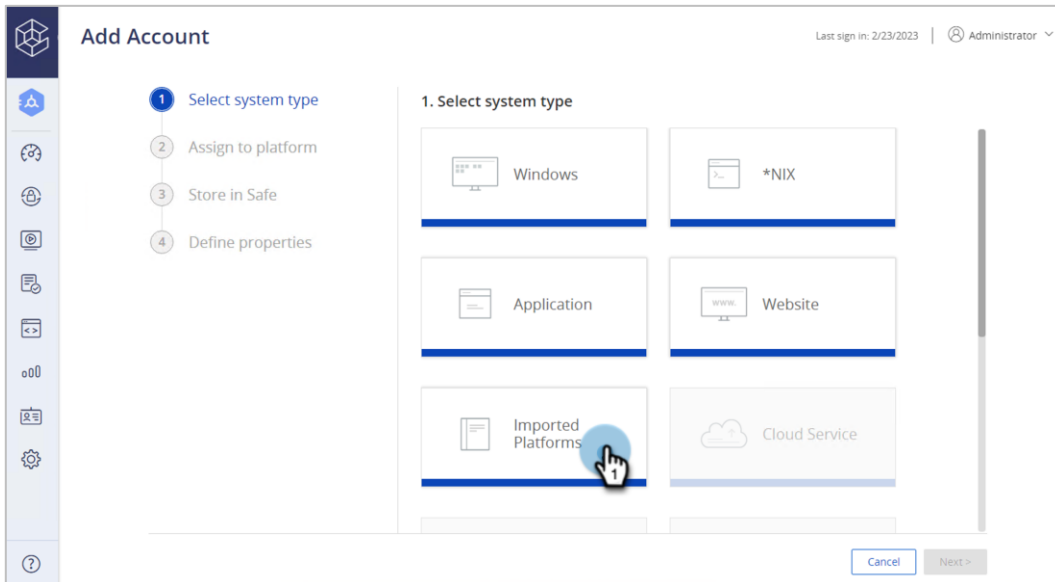 Add Account
Last sign in: 2/23/2023
Administrator
1 Select system type
2 Assign to platform
3 Store in Safe
4 Define properties
1. Select system type
Windows
*NIX
Application
www.
Website
Imported
Platforms
1
Cloud Service
?
Cancel
Next >